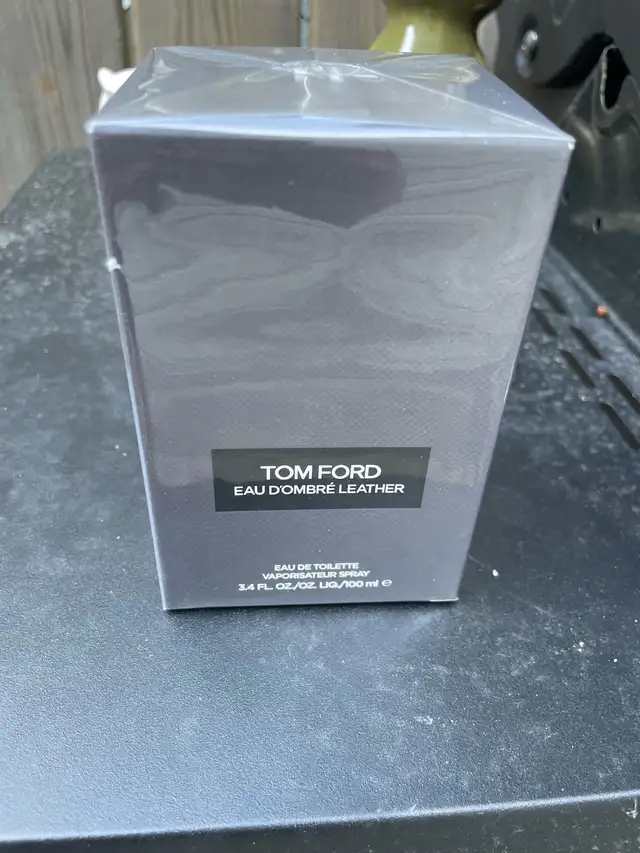 TOM FORD
EAU D'OMBRÉ LEATHER
EAU DE TOILETTE
VAPORISATEUR SPRAY
3.4 FL. OZ./OZ. LIQ./100 ml ℮